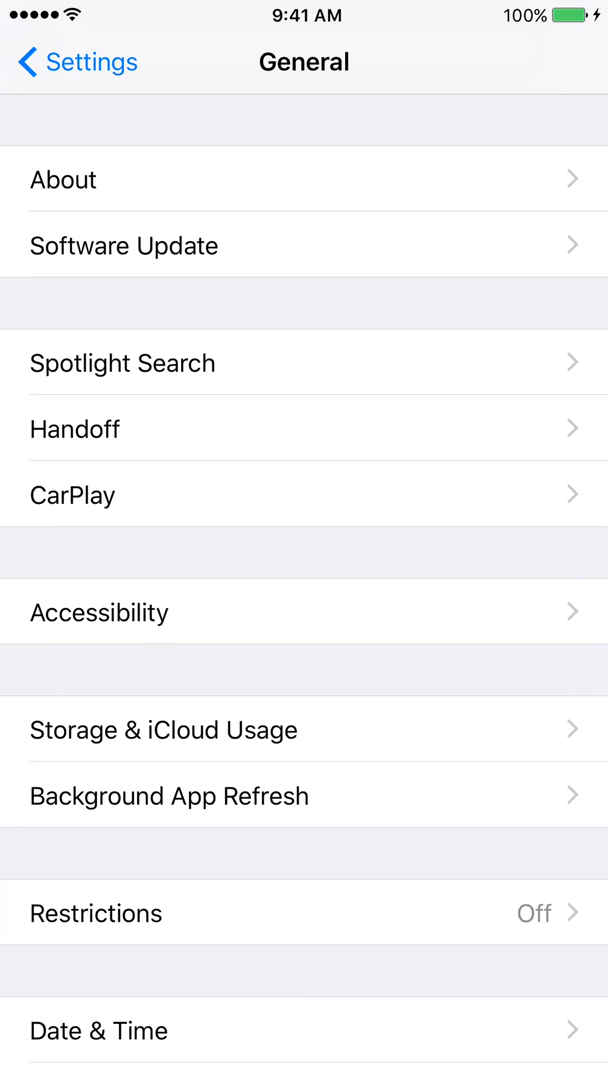 9:41 AM 100%
Settings General
About
Software Update
Spotlight Search
Handoff
CarPlay
Accessibility
Storage & iCloud Usage
Background App Refresh
Restrictions Off
Date & Time